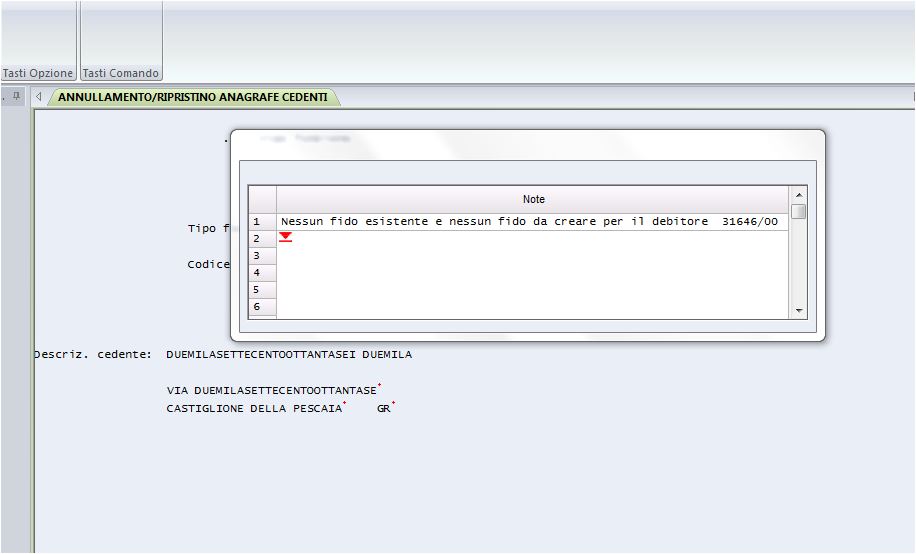 Tasti Opzione
Tasti Comando
ANNULLAMENTO/RIPRISTINO ANAGRAFE CEDENTI
Note
1 Nessun fido esistente e nessun fido da creare per il debitore 31646/00
2
3
4
5
6
Tipo f
Codice
Descriz. cedente: DUEMILASETTECENTOOTTANTASEI DUEMILA
VIA DUEMILASETTECENTOOTTANTASE
CASTIGLIONE DELLA PESCAIA GR